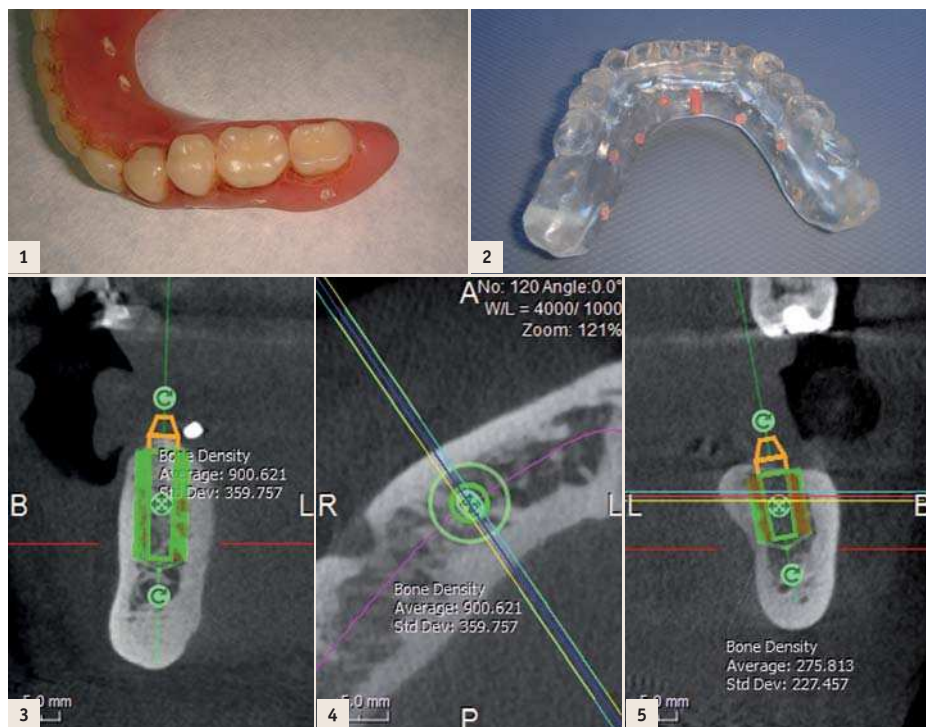 1
2
B
L
Bone Density
Average: 900.621
Std Dev: 359.757
5.0 mm
3
A
No: 120 Angle:0.0°
W/L = 4000/ 1000
Zoom: 121%
R
L
Bone Density
Average: 900.621
Std Dev: 359.757
5.0 mm
P
4
L
B
Bone Density
Average: 275.813
Std Dev: 227.457
5.0 mm
5